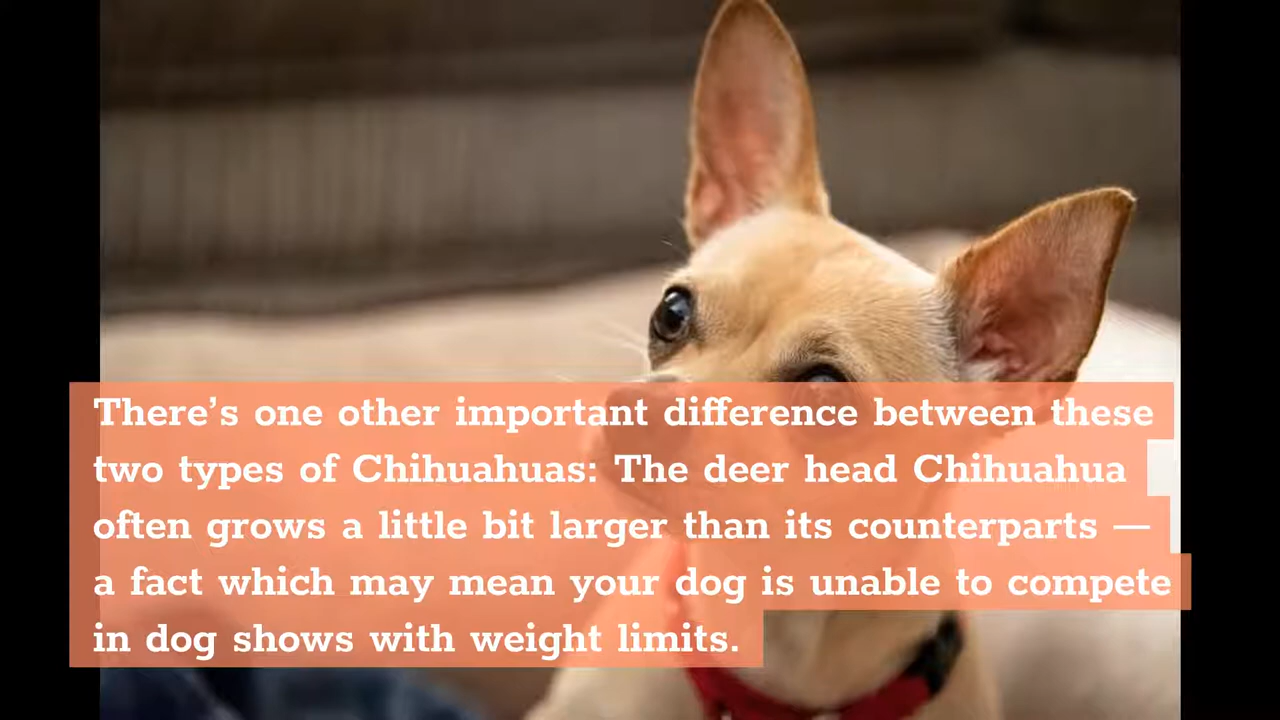 There’s one other important difference between these
two types of Chihuahuas: The deer head Chihuahua
often grows a little bit larger than its counterparts —
a fact which may mean your dog is unable to compete
in dog shows with weight limits.